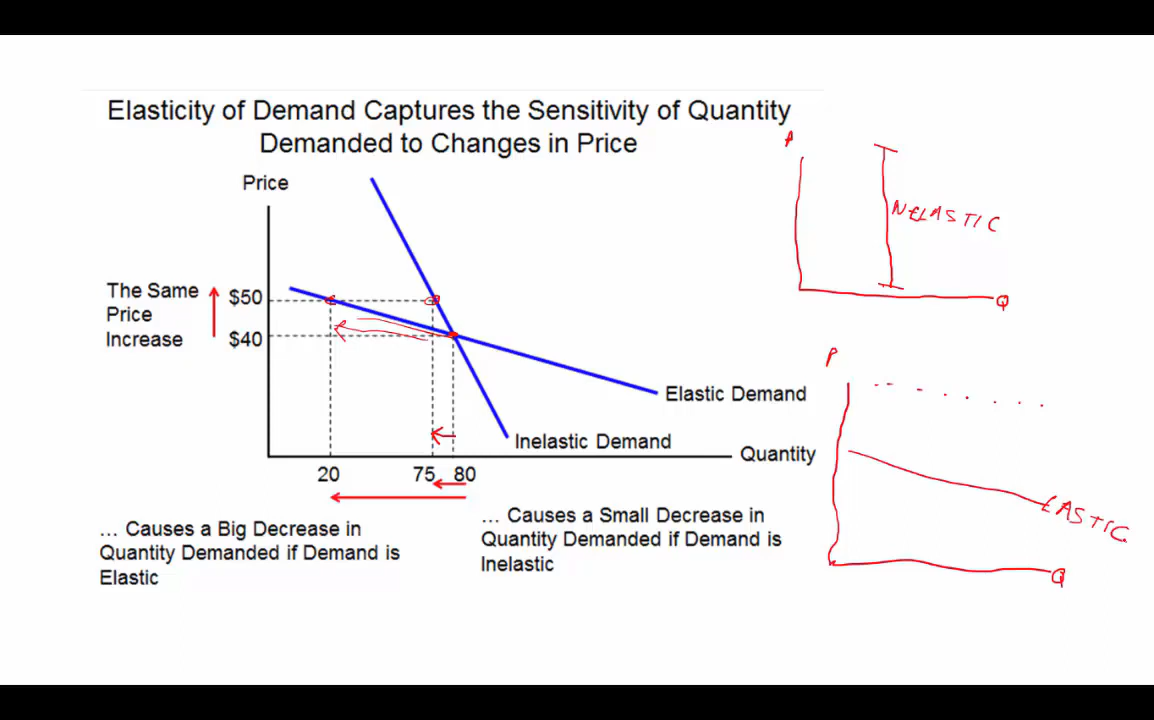 Elasticity of Demand Captures the Sensitivity of Quantity
Demanded to Changes in Price
Price
The Same
Price
Increase
$50
$40
Elastic Demand
Inelastic Demand
Quantity
20
75
80
… Causes a Big Decrease in
Quantity Demanded if Demand is
Elastic
… Causes a Small Decrease in
Quantity Demanded if Demand is
Inelastic
INELASTIC
Q
P
ELASTIC
Q